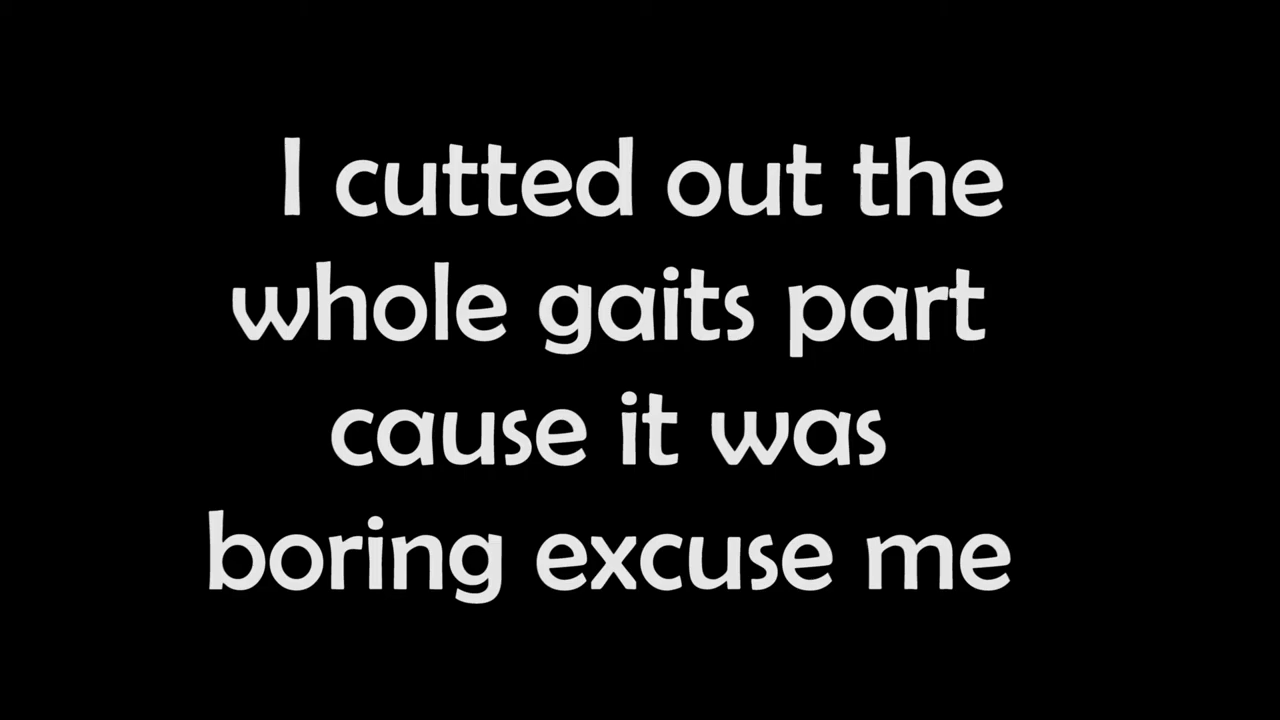 I cutted out the
whole gaits part
cause it was
boring excuse me